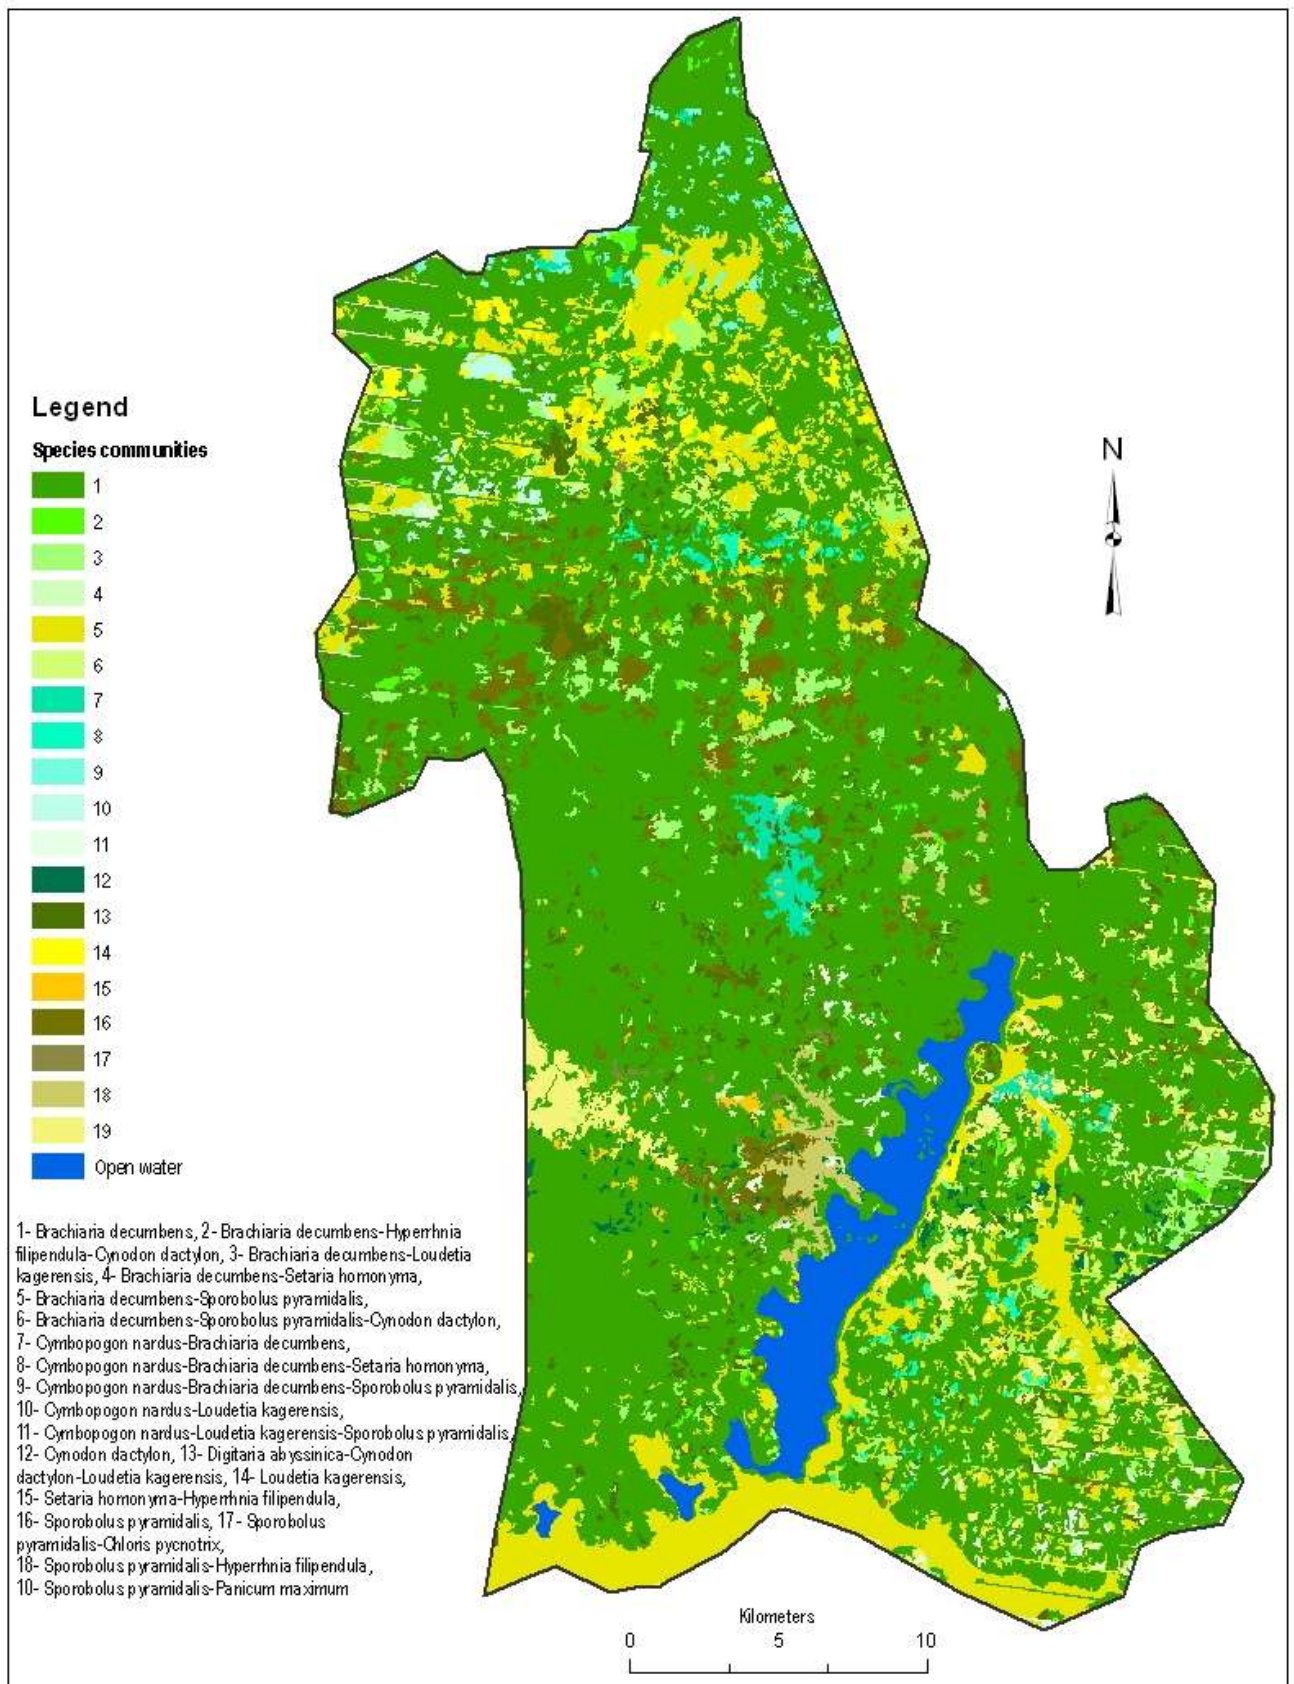 Legend
Species communities
1
2
3
4
5
6
7
8
9
10
11
12
13
14
15
16
17
18
19
Open water
N
1- Brachiaria decumbens, 2- Brachiaria decumbens-Hyperrhnia
filipendula-Cynodon dactylon, 3- Brachiaria decumbens-Loudetia
kagerensis, 4- Brachiaria decumbens-Setaria homonyma,
5- Brachiaria decumbens-Sporobolus pyramidalis,
6- Brachiaria decumbens-Sporobolus pyramidalis-Cynodon dactylon,
7- Cymbopogon nardus-Brachiaria decumbens,
8- Cymbopogon nardus-Brachiaria decumbens-Setaria homonyma,
9- Cymbopogon nardus-Brachiaria decumbens-Sporobolus pyramidalis,
10- Cymbopogon nardus-Loudetia kagerensis,
11- Cymbopogon nardus-Loudetia kagerensis-Sporobolus pyramidalis,
12- Cynodon dactylon, 13- Digitaria abyssinica-Cynodon
dactylon-Loudetia kagerensis, 14- Loudetia kagerensis,
15- Setaria homonyma-Hyperrhnia filipendula,
16- Sporobolus pyramidalis, 17- Sporobolus
pyramidalis-Chloris pycnotrix,
18- Sporobolus pyramidalis-Hyperrhnia filipendula,
10- Sporobolus pyramidalis-Panicum maximum
Kilometers
0 5 10